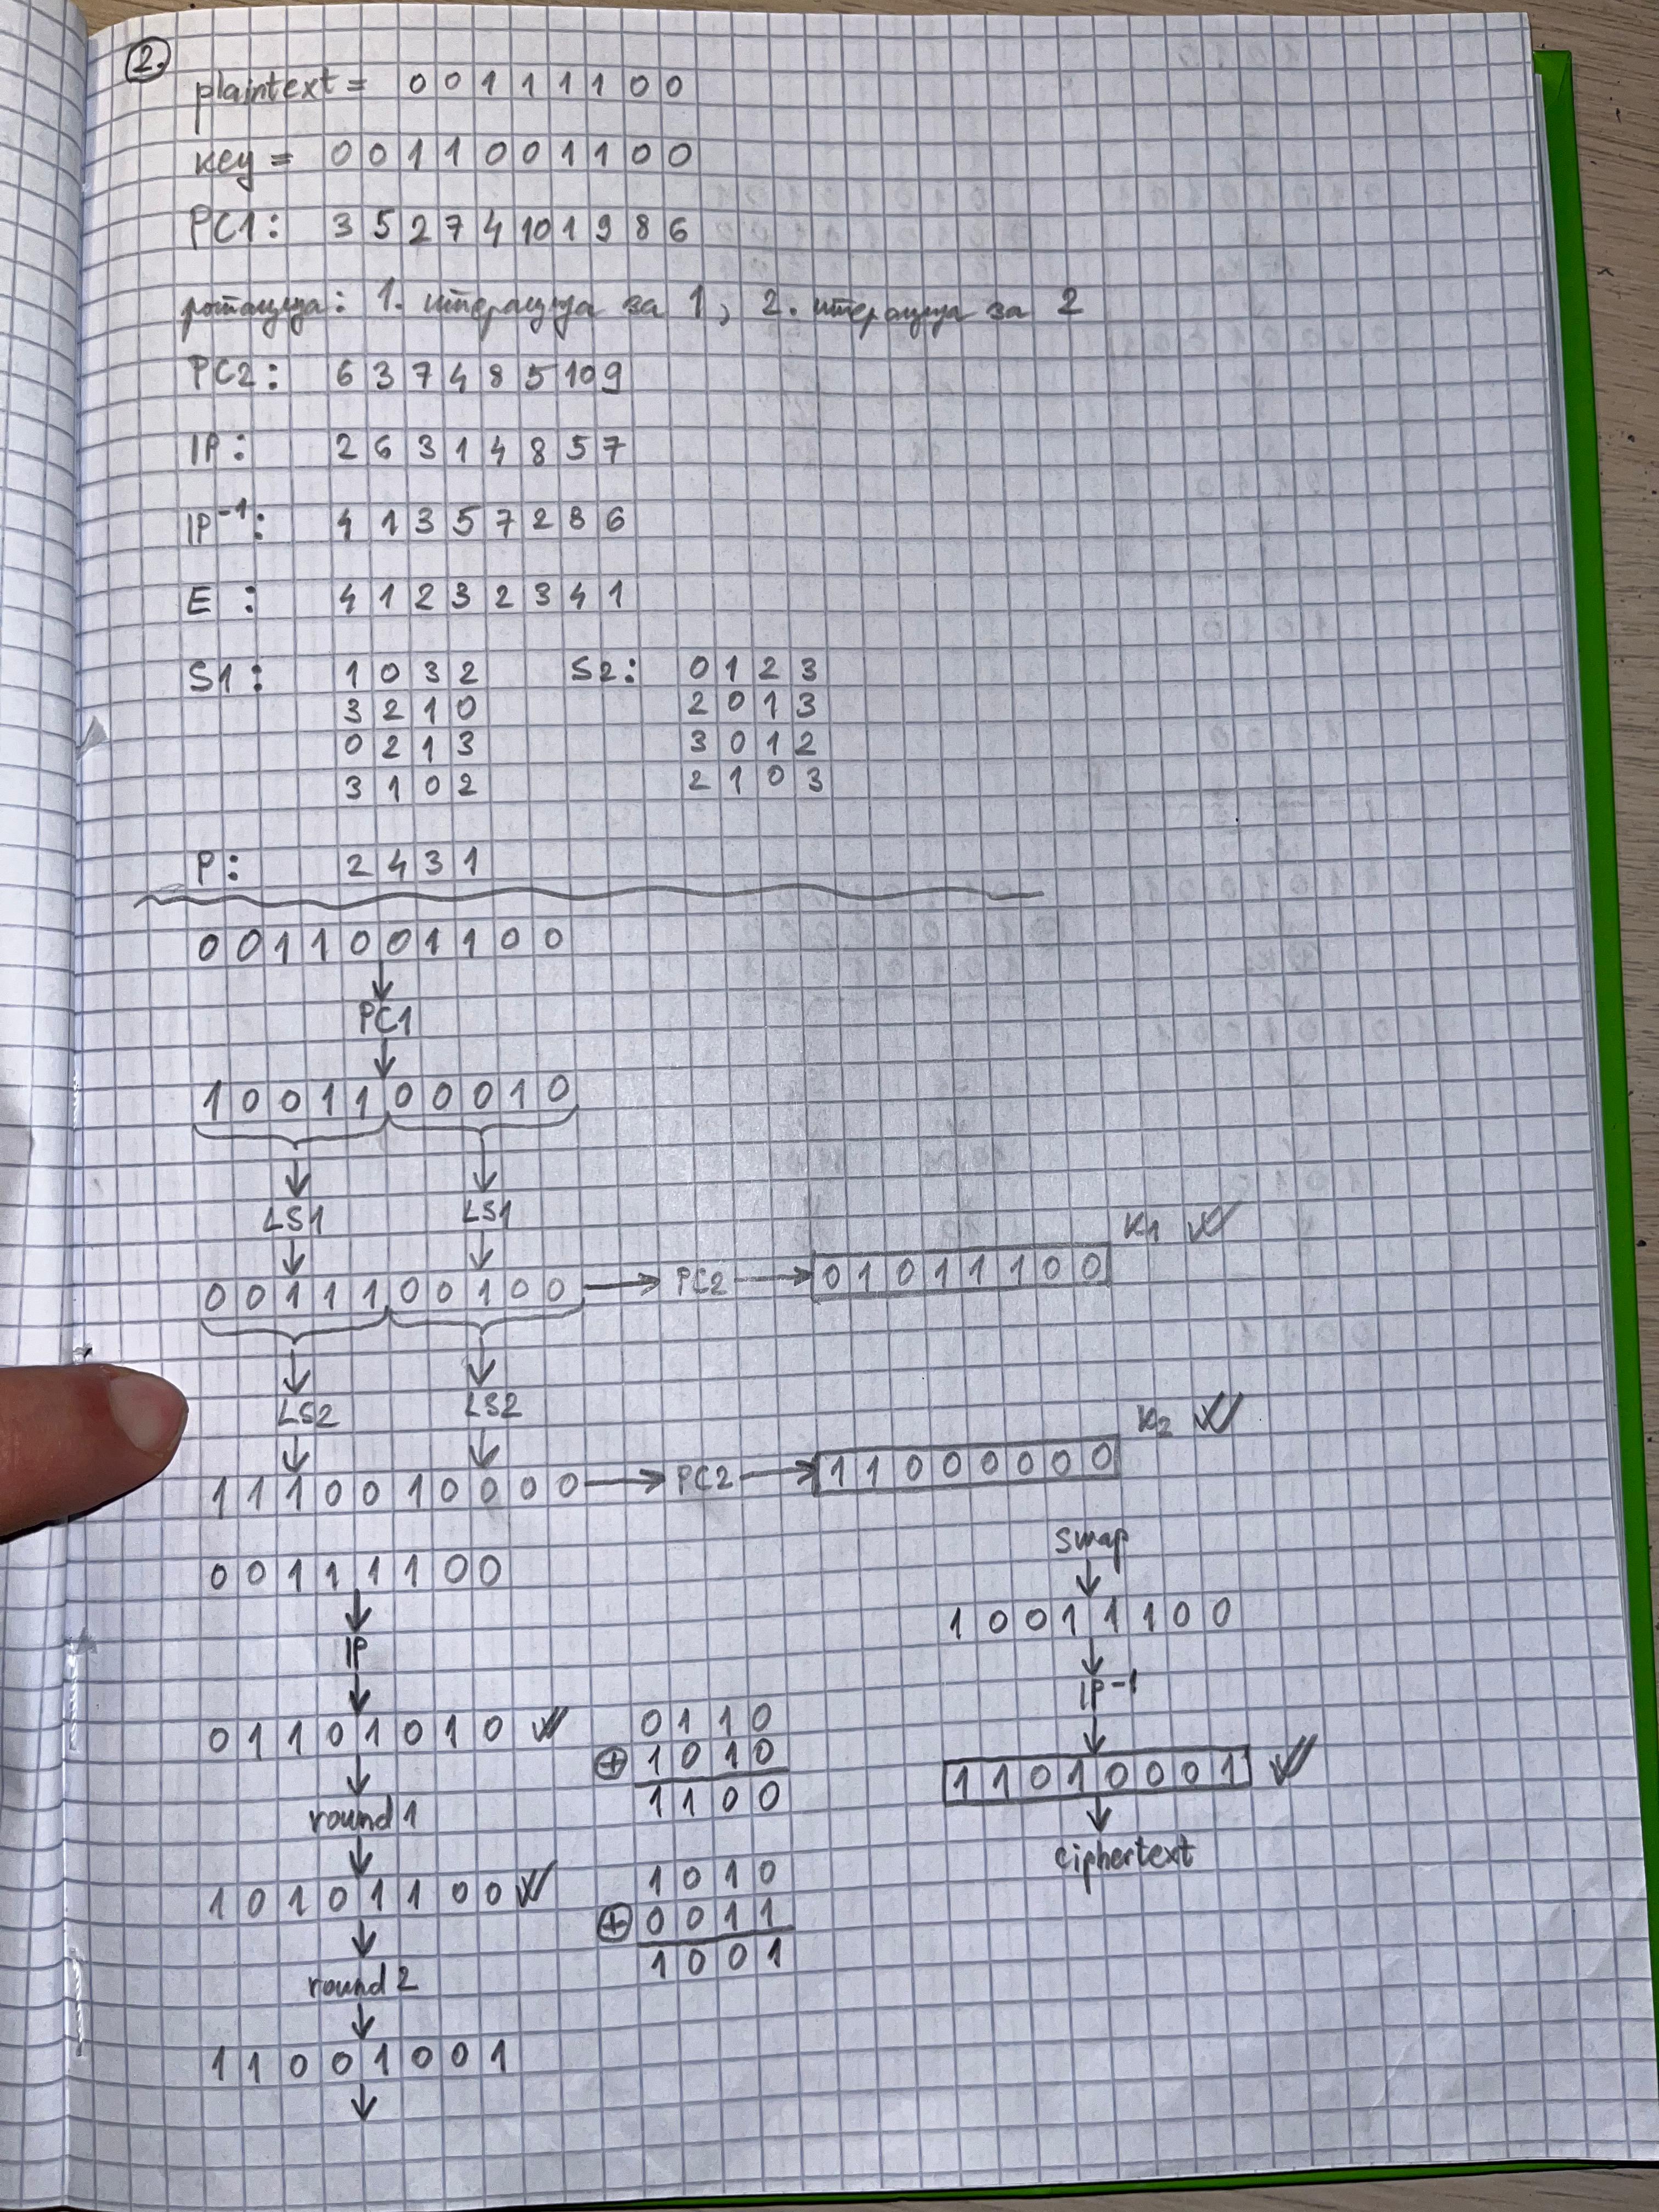 2.
plaintext = 0 0 1 1 1 1 0 0
key = 0 0 1 1 0 0 1 1 0 0
PC1: 3 5 2 7 4 10 1 9 8 6
ротација: 1. итерација за 1, 2. итерација за 2
PC2: 6 3 7 4 8 5 10 9
IP: 2 6 3 1 4 8 5 7
IP-1: 4 1 3 5 7 2 8 6
E: 4 1 2 3 2 3 4 1
S1: 1 0 3 2 S2: 0 1 2 3
3 2 1 0 2 0 1 3
0 2 1 3 3 0 1 2
3 1 0 2 2 1 0 3
P: 2 4 3 1
0 0 1 1 0 0 1 1 0 0
↓
PC1
↓
1 0 0 1 1 0 0 0 1 0
↓ ↓
LS1 LS1
↓ ↓
0 0 1 1 1 0 0 1 0 0 → PC2 → 0 1 0 1 1 1 0 0 K1 ✓
↓ ↓
LS2 LS2
↓ ↓
1 1 1 0 0 1 0 0 0 0 → PC2 → 1 1 0 0 0 0 0 0 K2 ✓
0 0 1 1 1 1 0 0
↓
IP
↓
0 1 1 0 1 0 1 0 ✓
↓
round 1
↓
1 0 1 0 1 1 0 0 ✓
↓
round 2
↓
1 1 0 0 1 0 0 1
↓
0 1 1 0
⊕ 1 0 1 0
1 1 0 0
1 0 1 0
⊕ 0 0 1 1
1 0 0 1
swap
↓
1 0 0 1 1 1 0 0
↓
IP-1
↓
1 1 0 1 0 0 0 1 ✓
↓
ciphertext